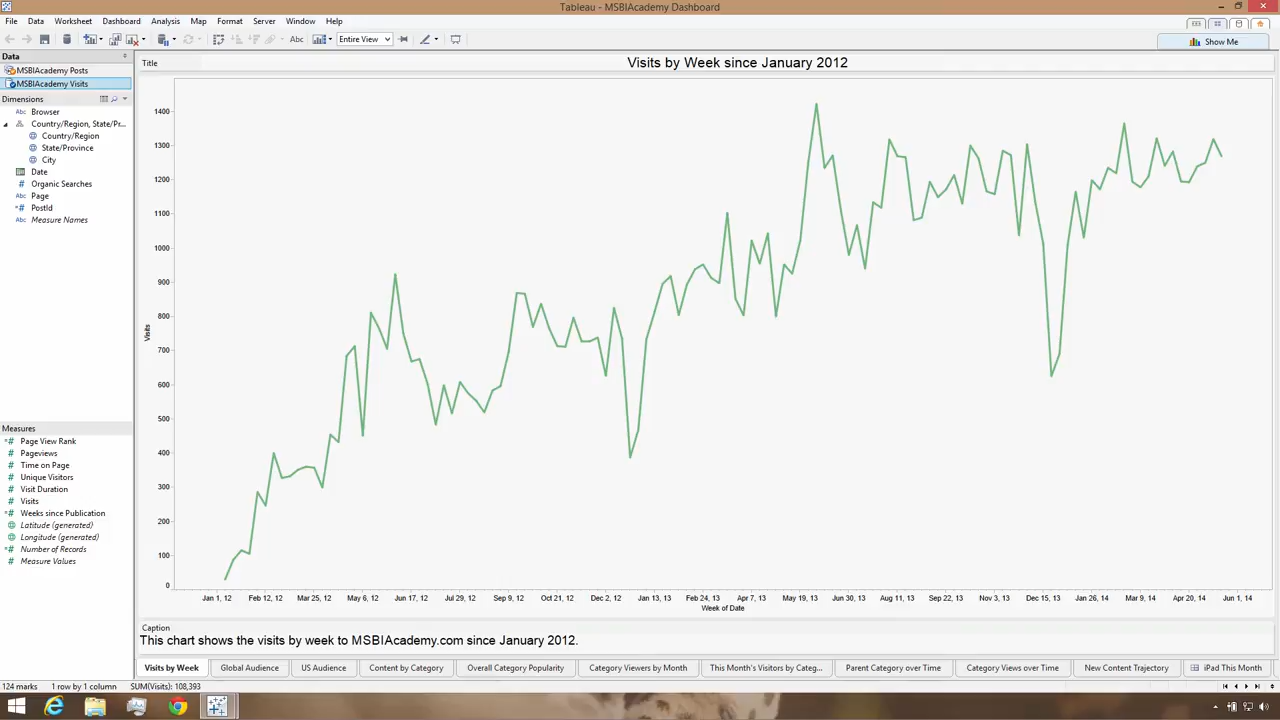 Tableau - MSBIAcademy Dashboard
File Data Worksheet Dashboard Analysis Map Format Server Window Help
Abc Entire View
Show Me
Data
MSBIAcademy Posts
MSBIAcademy Visits
Dimensions
Abc Browser
Country/Region, State/Pr...
Country/Region
State/Province
City
Date
# Organic Searches
Abc Page
=# PostId
Abc Measure Names
Measures
=# Page View Rank
# Pageviews
# Time on Page
# Unique Visitors
# Visit Duration
# Visits
=# Weeks since Publication
Latitude (generated)
Longitude (generated)
=# Number of Records
# Measure Values
Title
Visits by Week since January 2012
1400
1300
1200
1100
1000
900
800
700
600
500
400
300
200
100
0
Visits
Jan 1, 12 Feb 12, 12 Mar 25, 12 May 6, 12 Jun 17, 12 Jul 29, 12 Sep 9, 12 Oct 21, 12 Dec 2, 12 Jan 13, 13 Feb 24, 13 Apr 7, 13 May 19, 13 Jun 30, 13 Aug 11, 13 Sep 22, 13 Nov 3, 13 Dec 15, 13 Jan 26, 14 Mar 9, 14 Apr 20, 14 Jun 1, 14
Week of Date
Caption
This chart shows the visits by week to MSBIAcademy.com since January 2012.
Visits by Week Global Audience US Audience Content by Category Overall Category Popularity Category Viewers by Month This Month's Visitors by Categ... Parent Category over Time Category Views over Time New Content Trajectory iPad This Month
124 marks 1 row by 1 column SUM(Visits): 108,393